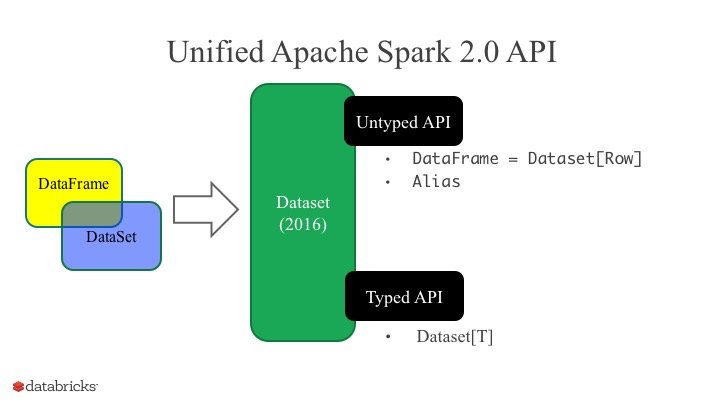 Unified Apache Spark 2.0 API
DataFrame
DataSet
Dataset
(2016)
Untyped API
• DataFrame = Dataset[Row]
• Alias
Typed API
• Dataset[T]
databricks